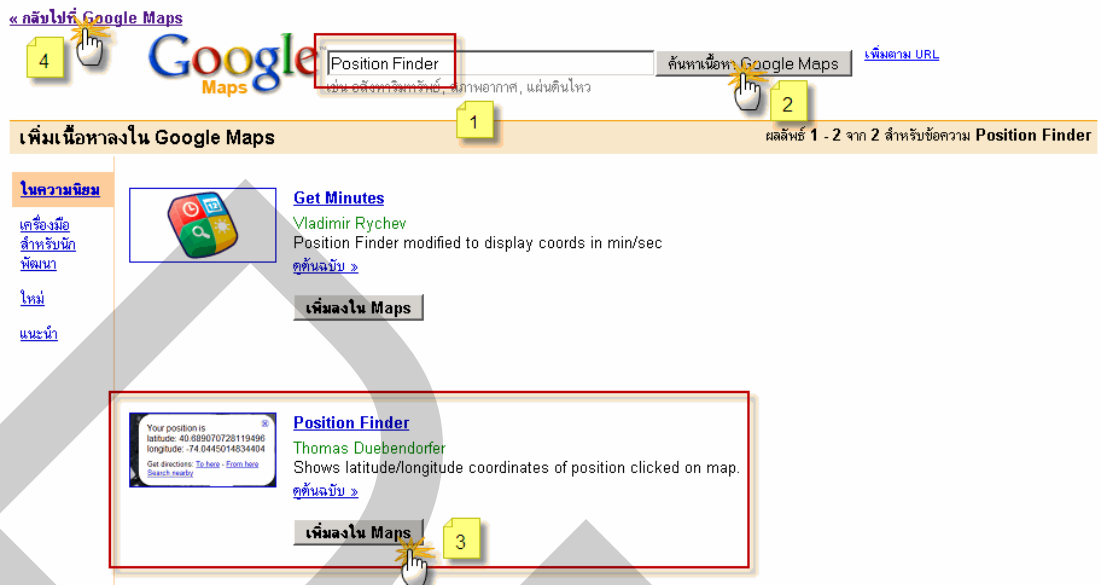 « กลับไปที่ Google Maps
4
Google
Maps
Position Finder
ค้นหาเนื้อหา Google Maps
เพิ่มตาม URL
เช่น อสังหาริมทรัพย์, สภาพอากาศ, แผ่นดินไหว
1
2
เพิ่มเนื้อหาลงใน Google Maps
ผลลัพธ์ 1 - 2 จาก 2 สำหรับข้อความ Position Finder
ในความนิยม
เครื่องมือ
สำหรับนัก
พัฒนา
ใหม่
แนะนำ
Get Minutes
Vladimir Rychev
Position Finder modified to display coords in min/sec
ดูต้นฉบับ »
เพิ่มลงใน Maps
Your position is
latitude: 40.689070728119496
longitude: -74.0445014834404
Get directions: To here - From here
Search nearby
Position Finder
Thomas Duebendorfer
Shows latitude/longitude coordinates of position clicked on map.
ดูต้นฉบับ »
เพิ่มลงใน Maps
3